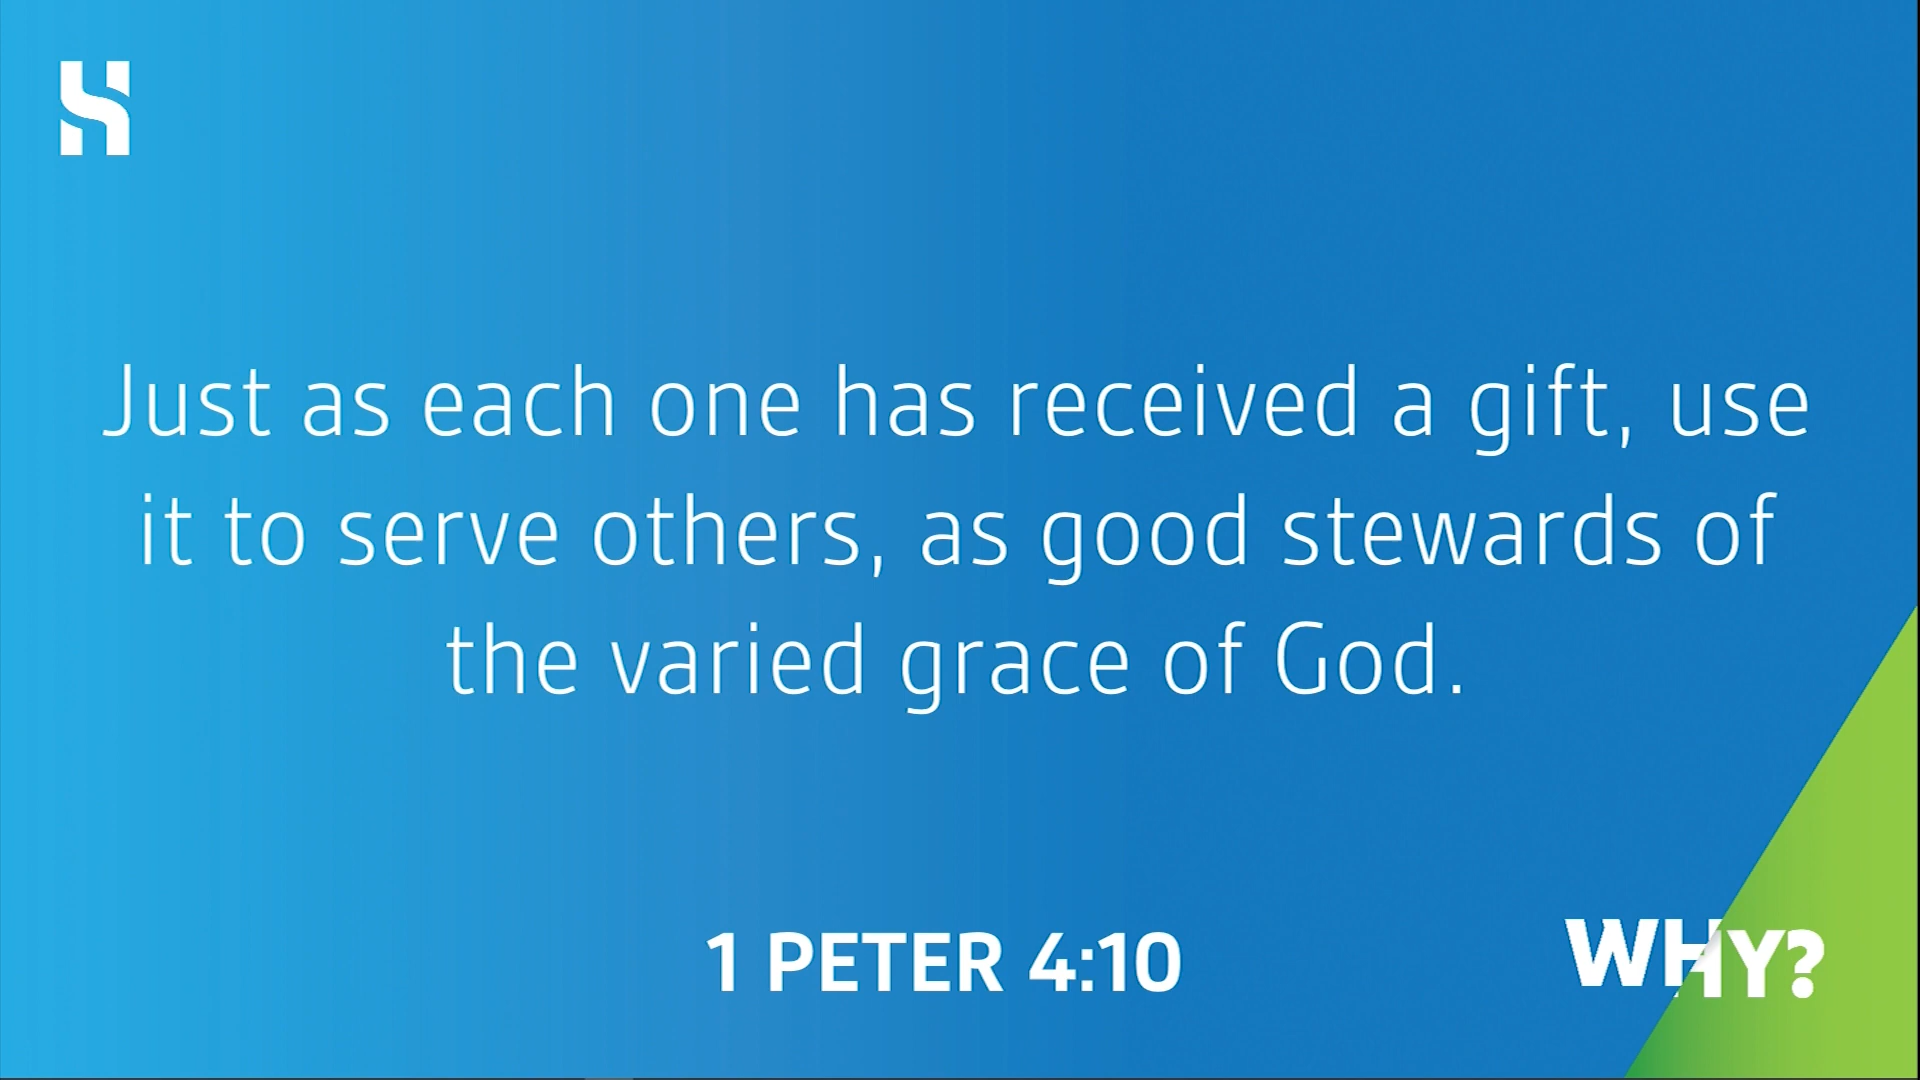 Just as each one has received a gift, use
it to serve others, as good stewards of
the varied grace of God.
1 PETER 4:10
WHY?